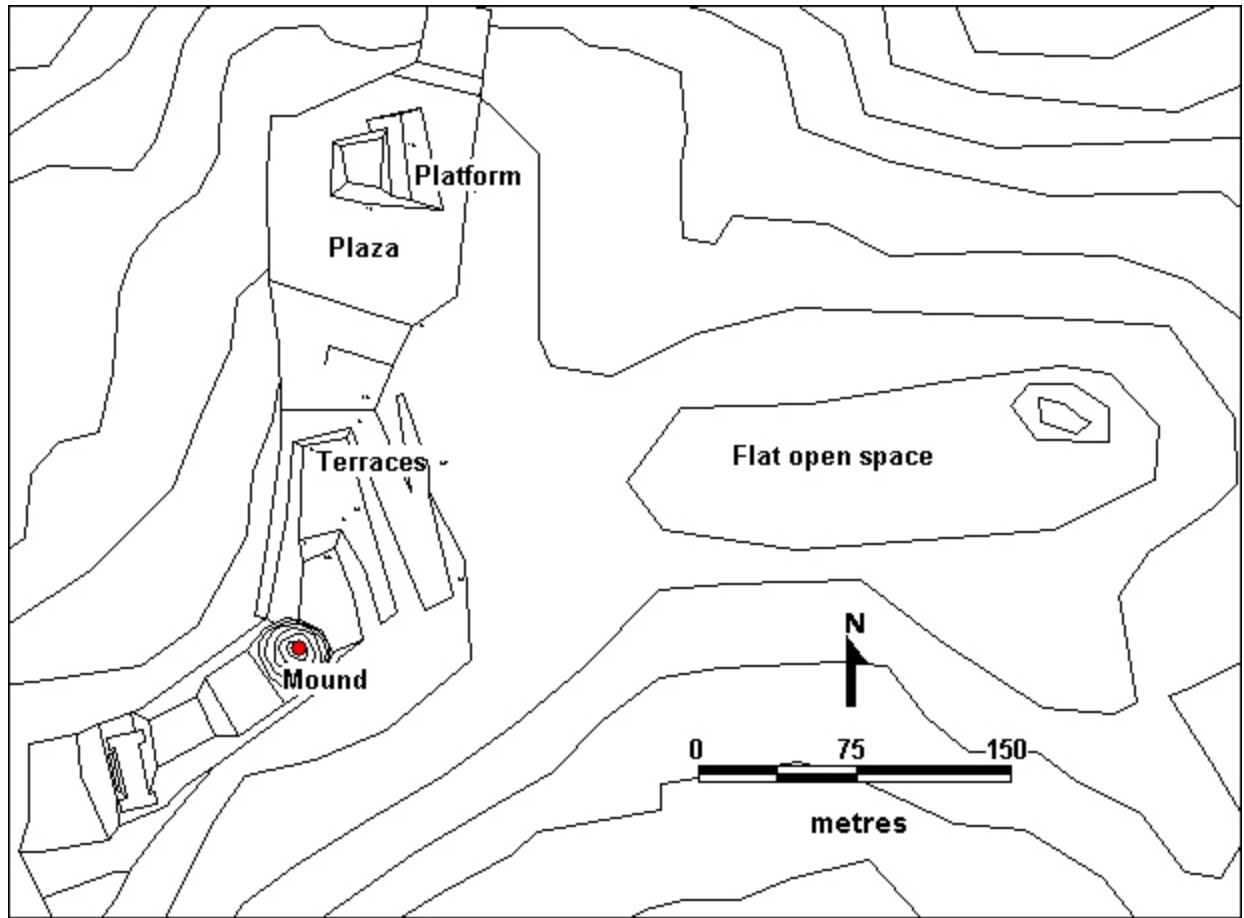 Platform
Plaza
Terraces
Flat open space
Mound
N
0 75 150
metres